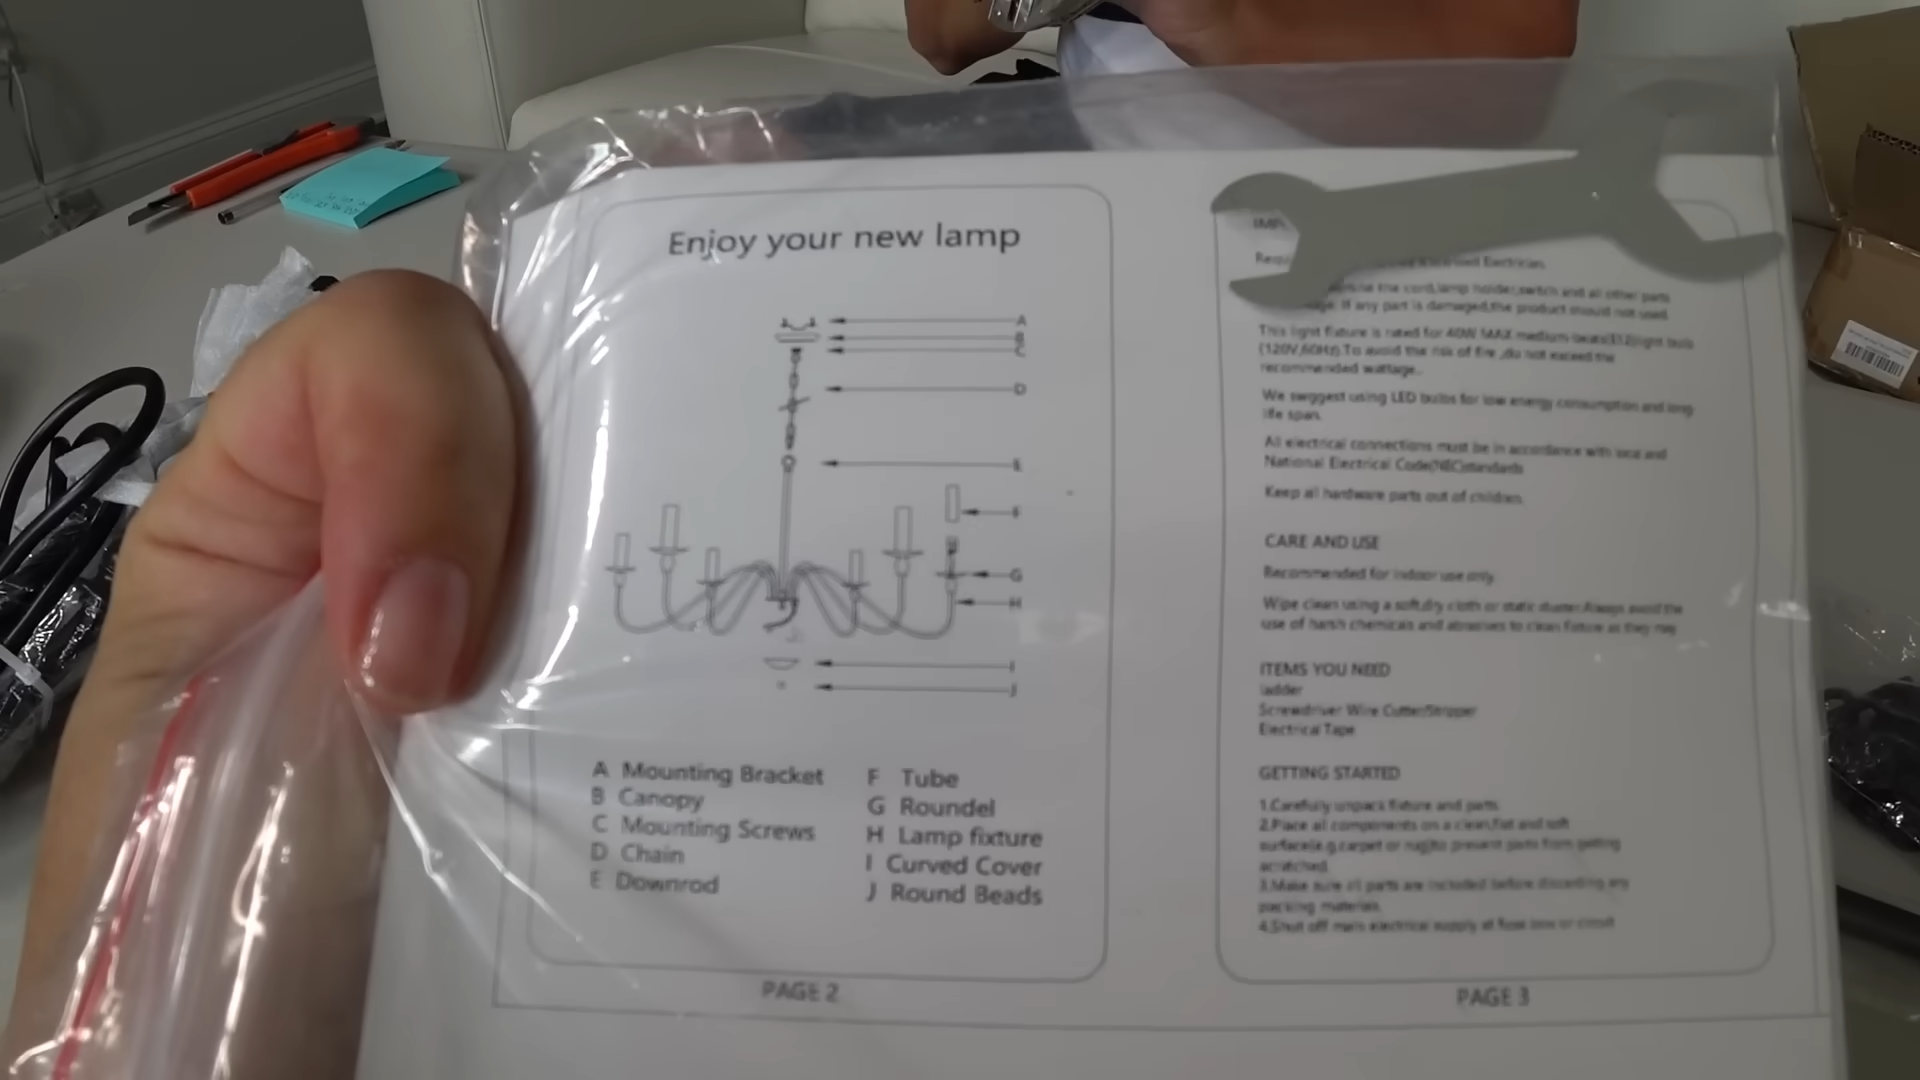 Enjoy your new lamp
A
B
C
D
E
F
G
H
I
J
A Mounting Bracket
B Canopy
C Mounting Screws
D Chain
E Downrod
F Tube
G Roundel
H Lamp fixture
I Curved Cover
J Round Beads
PAGE 2
Electrician
the cord,lamp holder,switch and all other parts
If any part is damaged,the product should not used.
This light fixture is rated for 40W MAX medium light bulb
(120V,60Hz).To avoid the risk of fire ,do not exceed the
recommended wattage.
We swggest using LED bulbs for low energy consumption and long
life span.
All electrical connections must be in accordance with local and
National Electrical Code(NEC)standards
Keep all hardware parts out of children.
CARE AND USE
Recommended for indoor use only.
Wipe clean using a soft,dry cloth or static duster.Always avoid the
use of harsh chemicals and abrasives to clean fixture as they may
ITEMS YOU NEED
ladder
Screwdriver Wire Cutter/Stripper
Electrical Tape
GETTING STARTED
1.Carefully unpack fixture and parts
2.Place all components on a clean,flat and soft
surface(e.g.carpet or rug)to prevent parts from getting
scratched.
3.Make sure all parts are included before discarding any
packing materials.
4.Shut off main electrical supply at fuse box or circuit
PAGE 3